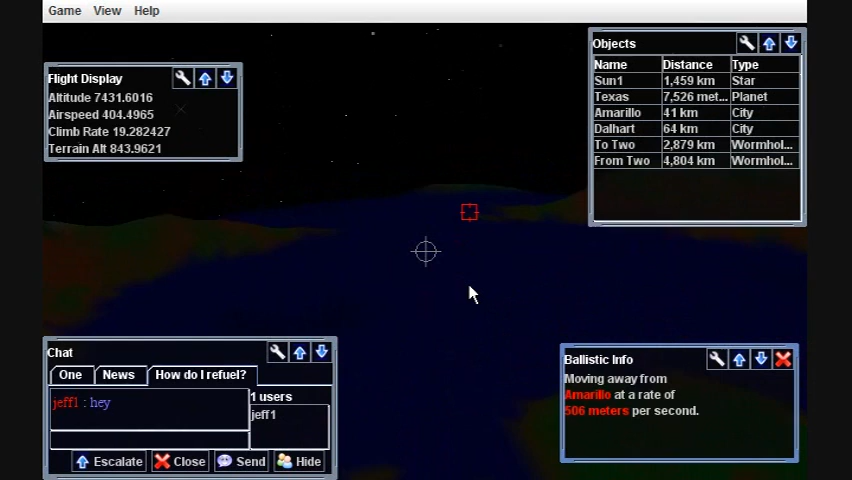 Game View Help
Flight Display
Altitude 7431.6016
Airspeed 404.4965
Climb Rate 19.282427
Terrain Alt 843.9621
Objects
Name Distance Type
Sun1 1,459 km Star
Texas 7,526 met... Planet
Amarillo 41 km City
Dalhart 64 km City
To Two 2,879 km Wormhol...
From Two 4,804 km Wormhol...
Chat
One News How do I refuel?
jeff1 : hey
1 users
jeff1
Escalate Close Send Hide
Ballistic Info
Moving away from
Amarillo at a rate of
506 meters per second.